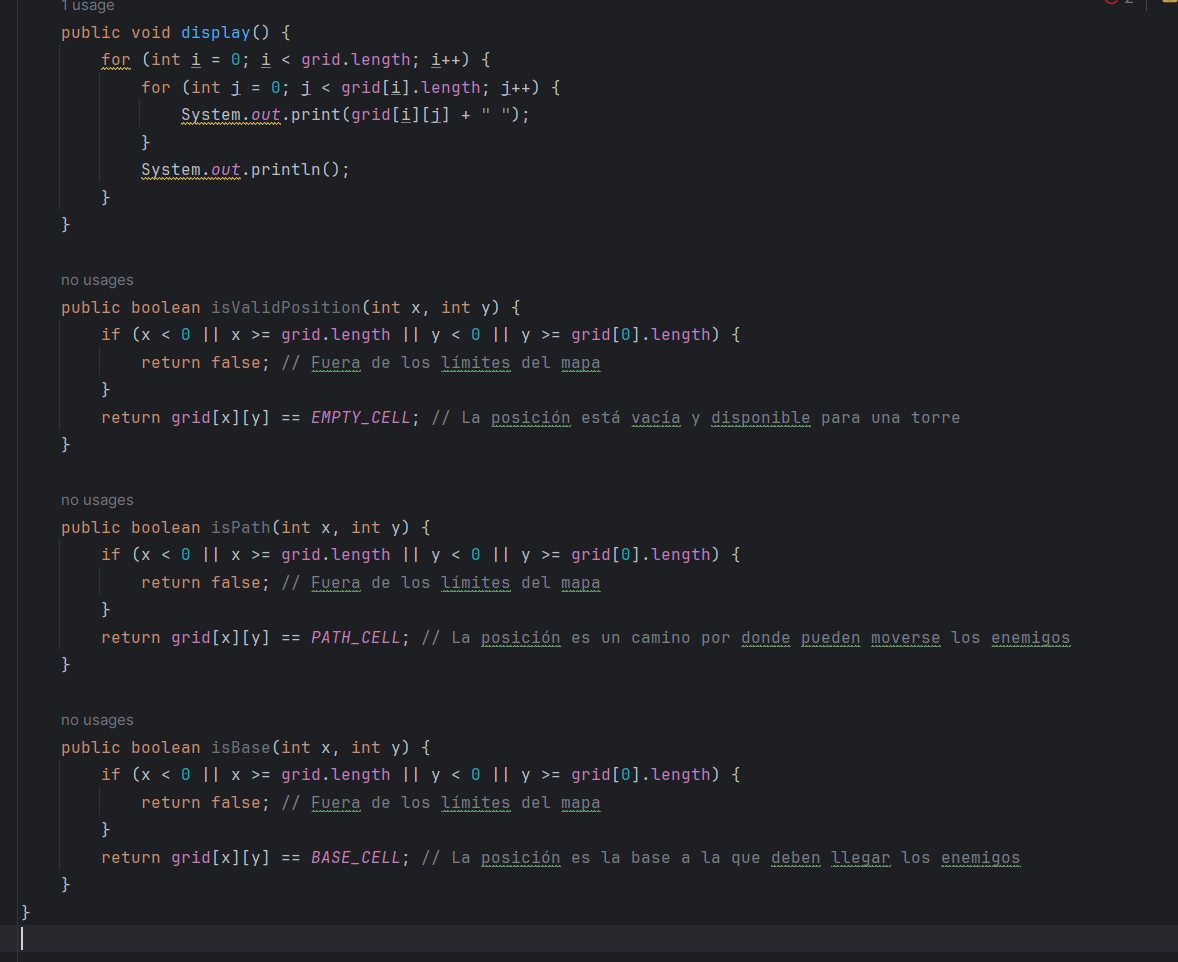 1 usage
public void display() {
for (int i = 0; i < grid.length; i++) {
for (int j = 0; j < grid[i].length; j++) {
System.out.print(grid[i][j] + " ");
}
System.out.println();
}
}
no usages
public boolean isValidPosition(int x, int y) {
if (x < 0 || x >= grid.length || y < 0 || y >= grid[0].length) {
return false; // Fuera de los límites del mapa
}
return grid[x][y] == EMPTY_CELL; // La posición está vacía y disponible para una torre
}
no usages
public boolean isPath(int x, int y) {
if (x < 0 || x >= grid.length || y < 0 || y >= grid[0].length) {
return false; // Fuera de los límites del mapa
}
return grid[x][y] == PATH_CELL; // La posición es un camino por donde pueden moverse los enemigos
}
no usages
public boolean isBase(int x, int y) {
if (x < 0 || x >= grid.length || y < 0 || y >= grid[0].length) {
return false; // Fuera de los límites del mapa
}
return grid[x][y] == BASE_CELL; // La posición es la base a la que deben llegar los enemigos
}
}